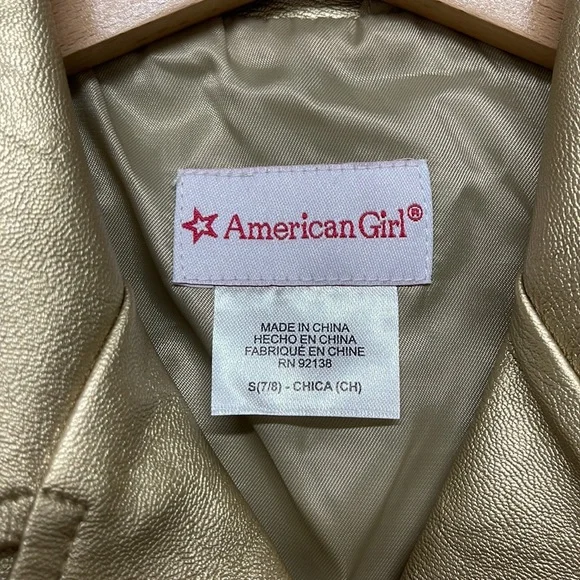 American Girl®
MADE IN CHINA
HECHO EN CHINA
FABRIQUÉ EN CHINE
RN 92138
S(7/8) - CHICA (CH)